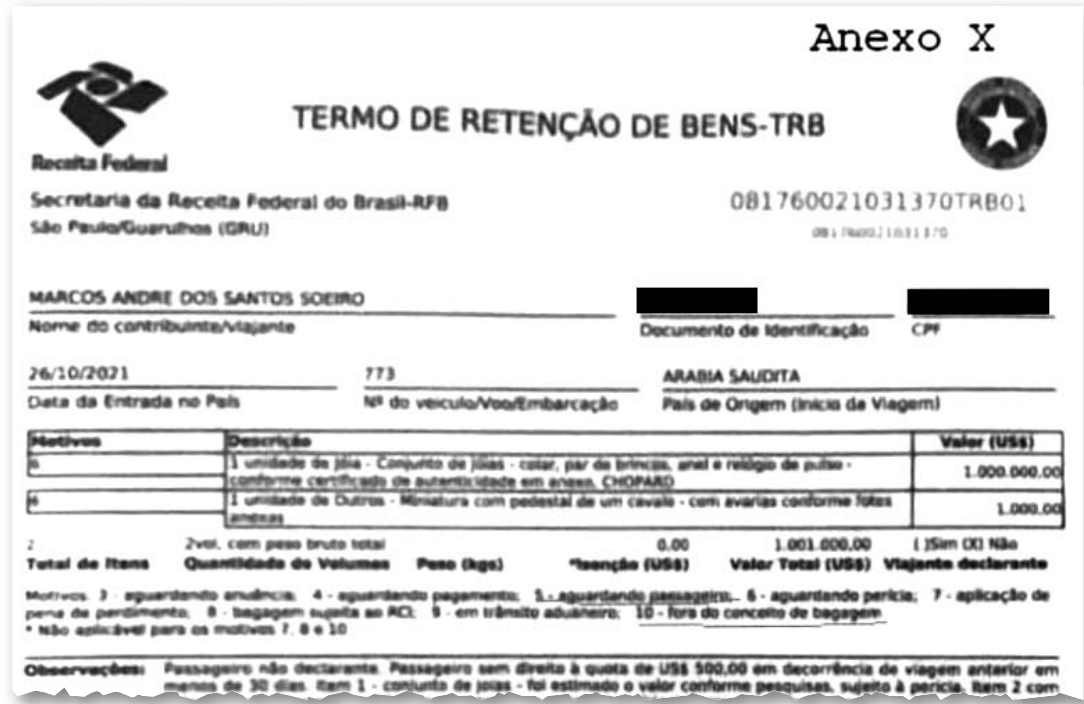 Anexo X
TERMO DE RETENÇÃO DE BENS-TRB
Receita Federal
Secretaria da Receita Federal do Brasil-RFB
081760021031370TRB01
São Paulo/Guarulhos (GRU)
081760021031370
MARCOS ANDRE DOS SANTOS SOEIRO
Nome do contribuinte/viajante
Documento de Identificação
CPF
26/10/2021
773
ARABIA SAUDITA
Data da Entrada no País
Nº do veiculo/Voo/Embarcação
País de Origem (Início da Viagem)
Motivos
Descrição
Valor (US$)
1 unidade de Jóia - Conjunto de Jóias - colar, par de brincos, anel e relógio de pulso -
conforme certificado de autenticidade em anexo, CHOPARD
1.000.000,00
1 unidade de Outros - Miniatura com pedestal de um cavalo - com avarias conforme fotos
anexas
1.000,00
2
2vol, com peso bruto total
0,00
1.001.000,00
( )Sim (X) Não
Total de Itens
Quantidade de Volumes
Peso (kgs)
*Isenção (US$)
Valor Total (US$)
Viajante declarante
Motivos: 3 - aguardando anuência; 4 - aguardando pagamento; 5 - aguardando passageiro; 6 - aguardando perícia; 7 - aplicação de
pena de perdimento; 8 - bagagem sujeita ao RCI; 9 - em trânsito aduaneiro; 10 - fora do conceito de bagagem
* Não aplicável para os motivos 7, 8 e 10
Observações: Passageiro não declarante. Passageiro sem direito à quota de US$ 500,00 em decorrência de viagem anterior em
menos de 30 dias. Item 1 - conjunto de joias - foi estimado o valor conforme pesquisas, sujeito à perícia. Item 2 com